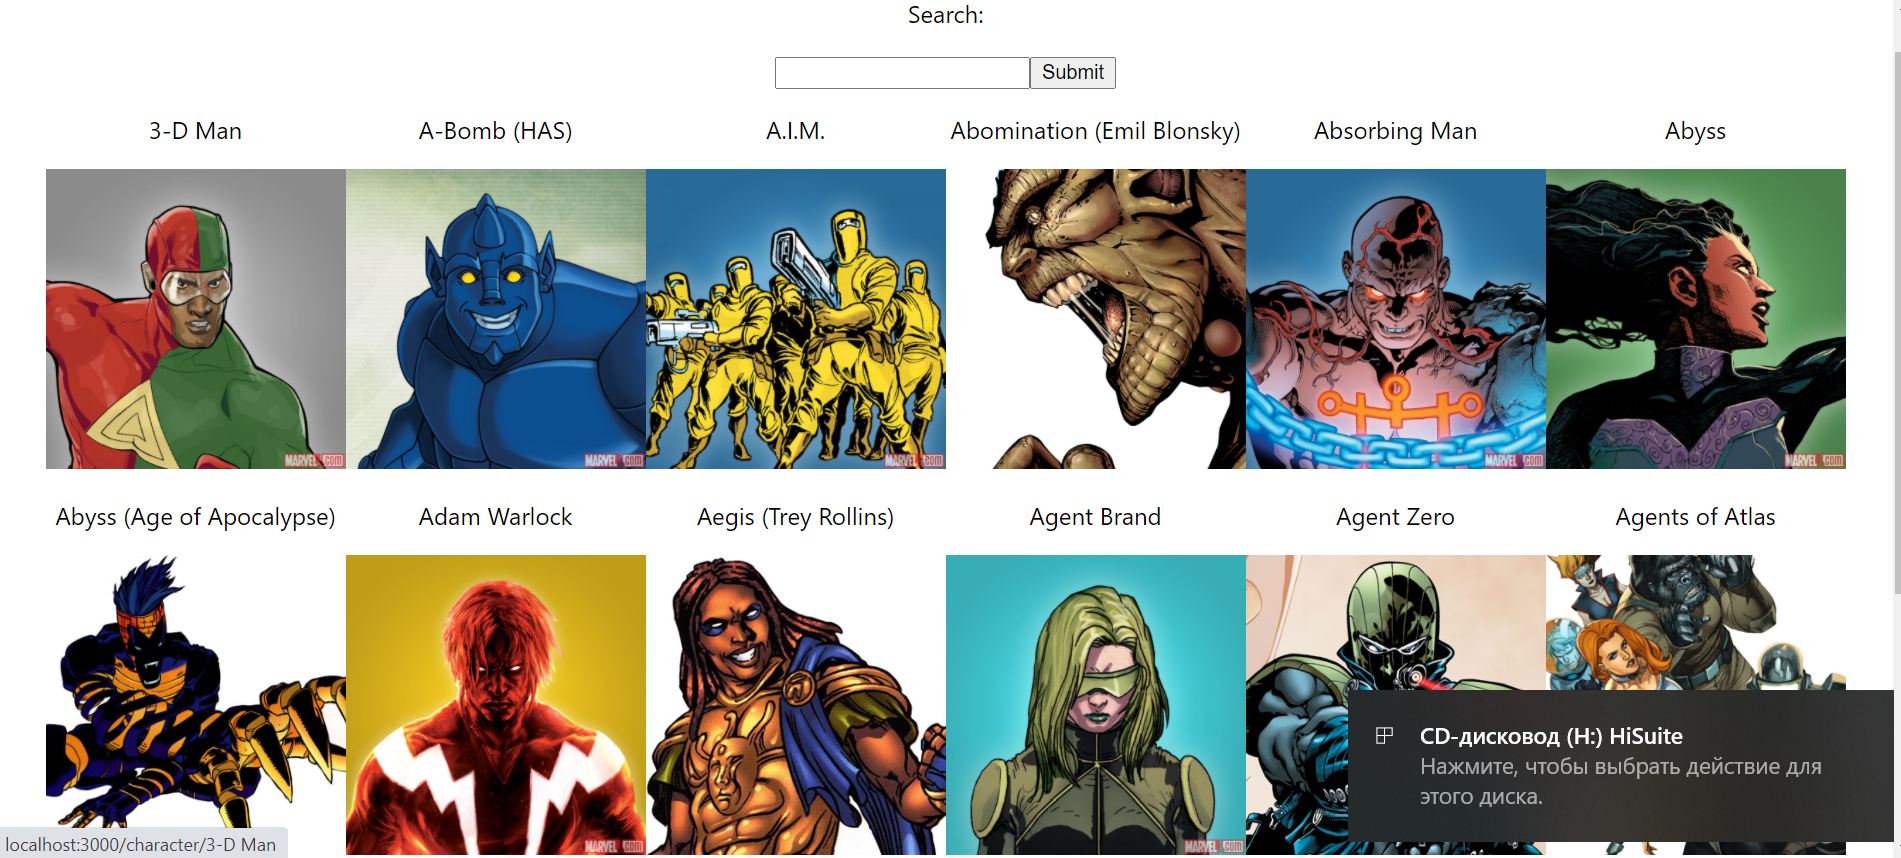 Search:
Submit
3-D Man
A-Bomb (HAS)
A.I.M.
Abomination (Emil Blonsky)
Absorbing Man
Abyss
MARVEL.com
MARVEL.com
MARVEL.com
MARVEL.com
MARVEL.com
Abyss (Age of Apocalypse)
Adam Warlock
Aegis (Trey Rollins)
Agent Brand
Agent Zero
Agents of Atlas
MARVEL.com
MARVEL.com
CD-дисковод (H:) HiSuite
Нажмите, чтобы выбрать действие для
этого диска.
localhost:3000/character/3-D Man